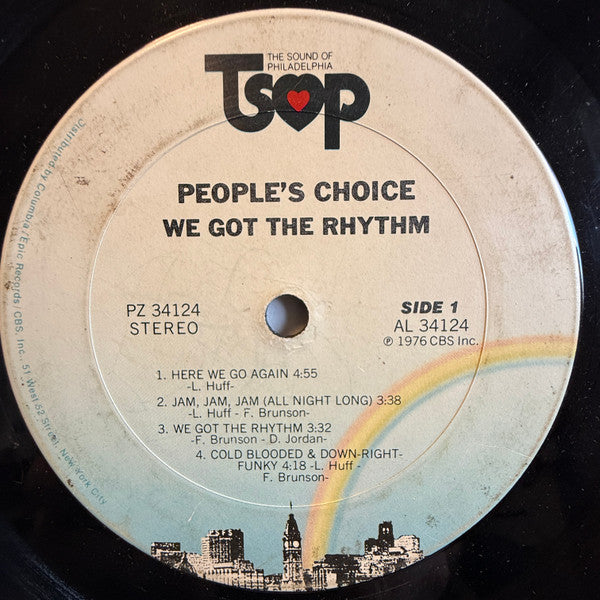 THE SOUND OF
PHILADELPHIA
TSOP
PEOPLE'S CHOICE
WE GOT THE RHYTHM
PZ 34124
STEREO
SIDE 1
AL 34124
℗ 1976 CBS Inc.
1. HERE WE GO AGAIN 4:55
-L. Huff-
2. JAM, JAM, JAM (ALL NIGHT LONG) 3:38
-L. Huff - F. Brunson-
3. WE GOT THE RHYTHM 3:32
-F. Brunson - D. Jordan-
4. COLD BLOODED & DOWN-RIGHT-
FUNKY 4:18 -L. Huff -
F. Brunson-
Distributed by Columbia/Epic Records/CBS, Inc. 51 West 52 Street, New York City